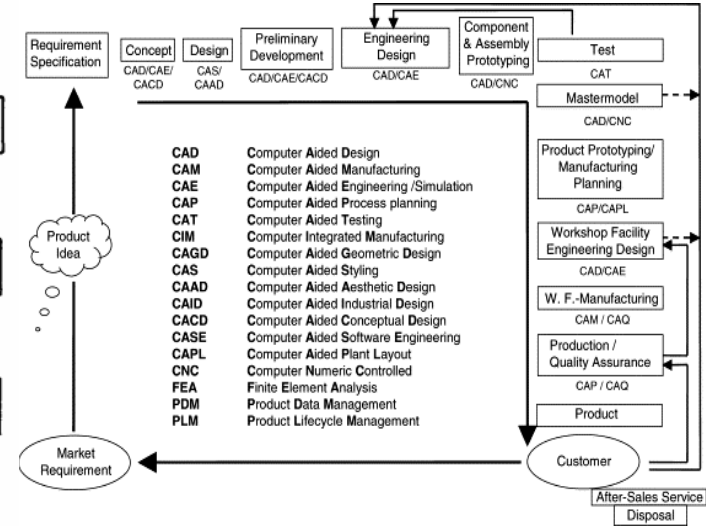 Requirement
Specification
Concept
CAD/CAE/
CACD
Design
CAS/
CAAD
Preliminary
Development
CAD/CAE/CACD
Engineering
Design
CAD/CAE
Component
& Assembly
Prototyping
CAD/CNC
Test
CAT
Mastermodel
CAD/CNC
Product Prototyping/
Manufacturing
Planning
CAP/CAPL
Workshop Facility
Engineering Design
CAD/CAE
W. F.-Manufacturing
CAM / CAQ
Production /
Quality Assurance
CAP / CAQ
Product
CAD Computer Aided Design
CAM Computer Aided Manufacturing
CAE Computer Aided Engineering /Simulation
CAP Computer Aided Process planning
CAT Computer Aided Testing
CIM Computer Integrated Manufacturing
CAGD Computer Aided Geometric Design
CAS Computer Aided Styling
CAAD Computer Aided Aesthetic Design
CAID Computer Aided Industrial Design
CACD Computer Aided Conceptual Design
CASE Computer Aided Software Engineering
CAPL Computer Aided Plant Layout
CNC Computer Numeric Controlled
FEA Finite Element Analysis
PDM Product Data Management
PLM Product Lifecycle Management
Product
Idea
Market
Requirement
Customer
After-Sales Service
Disposal